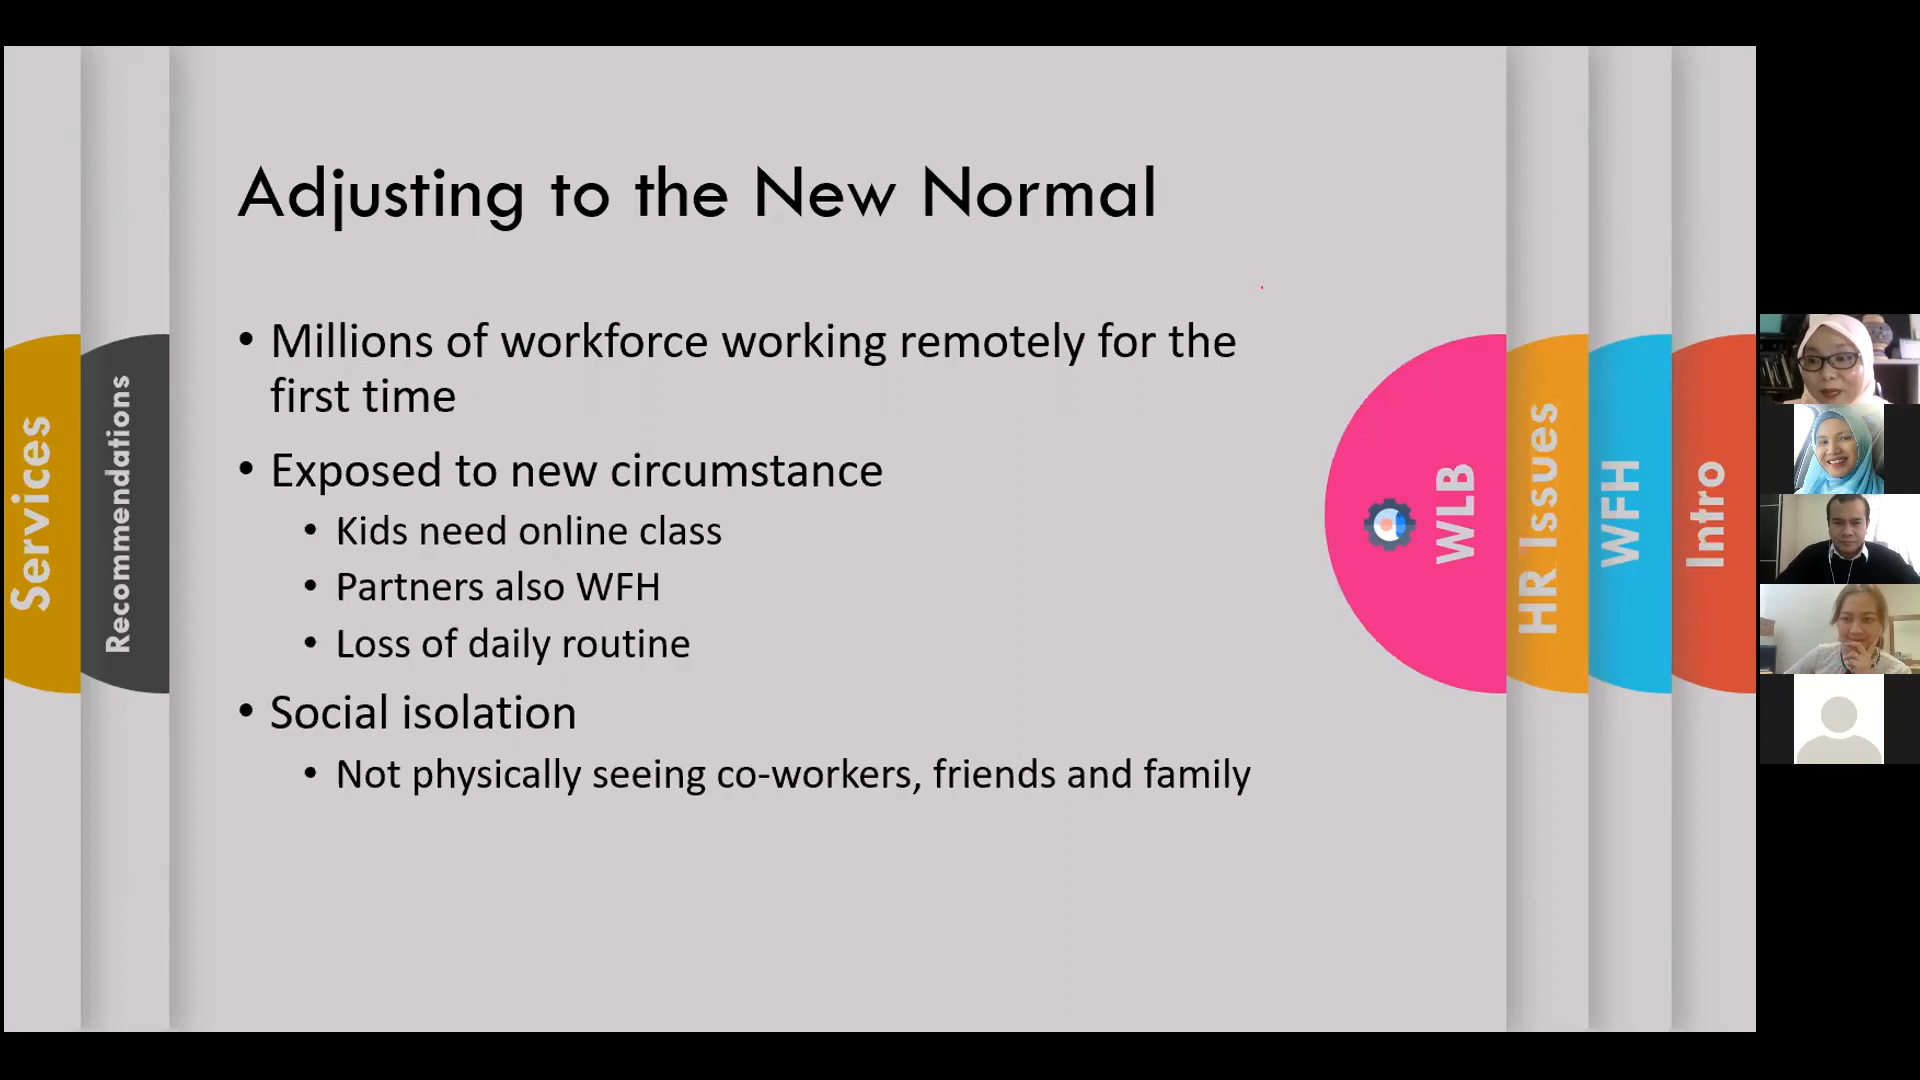 Services
Recommendations
Adjusting to the New Normal
• Millions of workforce working remotely for the
first time
• Exposed to new circumstance
• Kids need online class
• Partners also WFH
• Loss of daily routine
• Social isolation
• Not physically seeing co-workers, friends and family
WLB
HR Issues
WFH
Intro